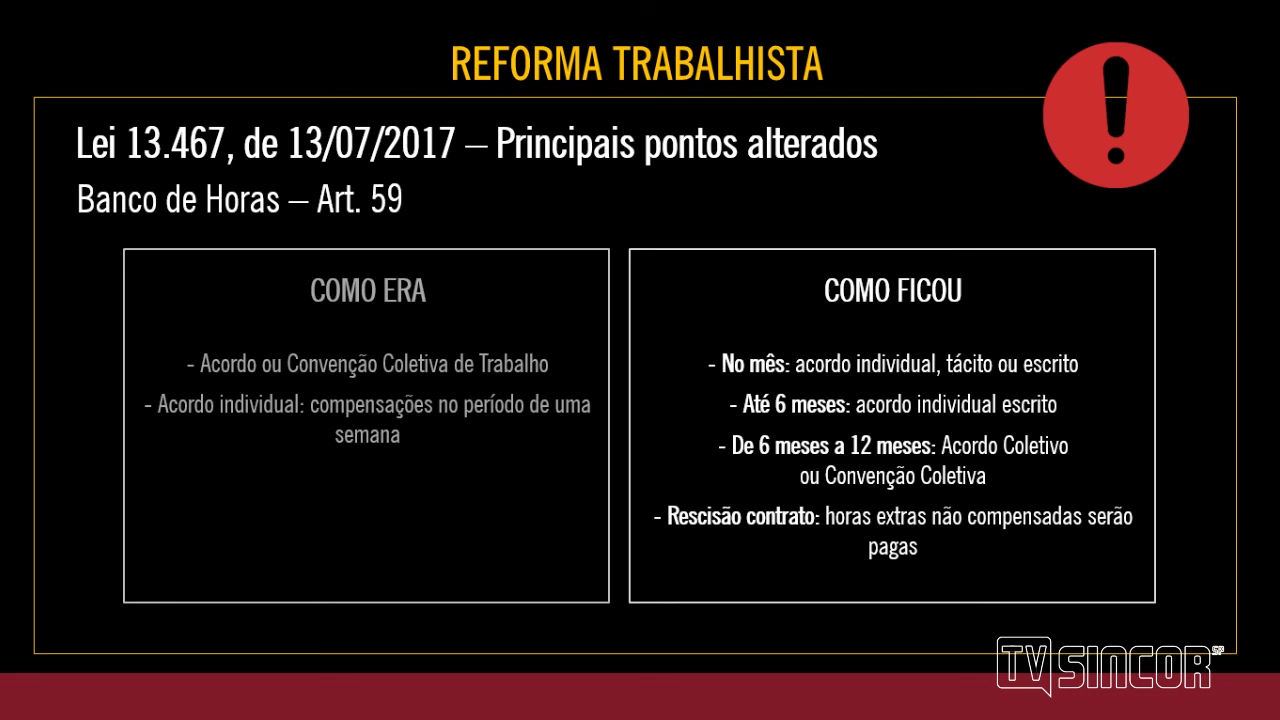 REFORMA TRABALHISTA
Lei 13.467, de 13/07/2017 – Principais pontos alterados
Banco de Horas – Art. 59
COMO ERA
- Acordo ou Convenção Coletiva de Trabalho
- Acordo individual: compensações no período de uma
semana
COMO FICOU
- No mês: acordo individual, tácito ou escrito
- Até 6 meses: acordo individual escrito
- De 6 meses a 12 meses: Acordo Coletivo
ou Convenção Coletiva
- Rescisão contrato: horas extras não compensadas serão
pagas
TV SINCOR SP